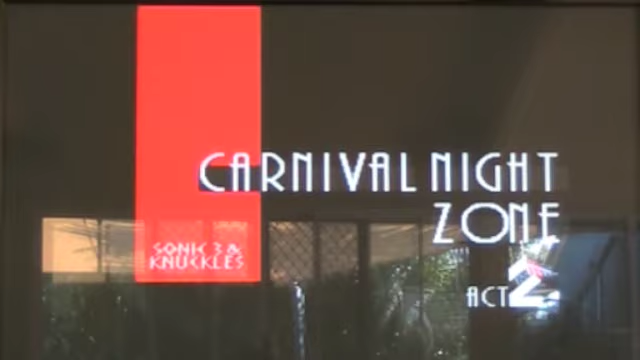 CARNIVAL NIGHT
ZONE
SONIC 3 &
KNUCKLES
ACT 2